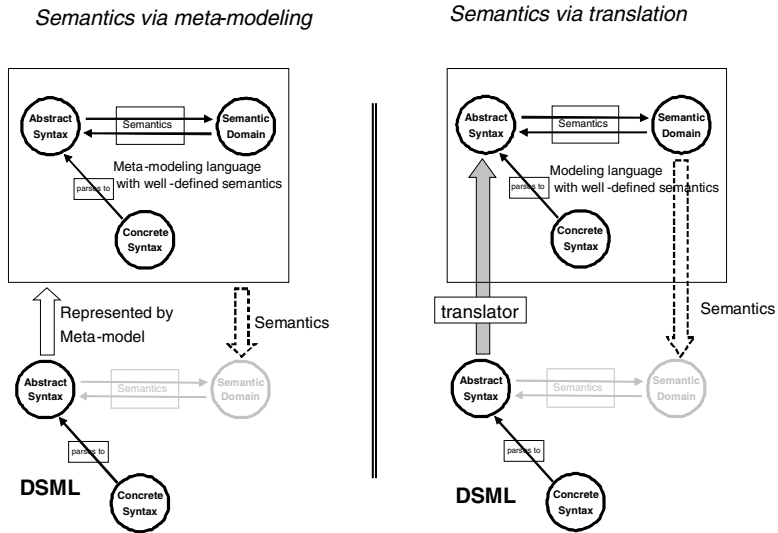 Semantics via meta-modeling
Abstract
Syntax
Semantics
Semantic
Domain
Meta-modeling language
with well-defined semantics
parses to
Concrete
Syntax
Represented by
Meta-model
Semantics
Abstract
Syntax
Semantics
Semantic
Domain
parses to
DSML
Concrete
Syntax
Semantics via translation
Abstract
Syntax
Semantics
Semantic
Domain
Modeling language
with well-defined semantics
parses to
Concrete
Syntax
translator
Semantics
Abstract
Syntax
Semantics
Semantic
Domain
parses to
DSML
Concrete
Syntax